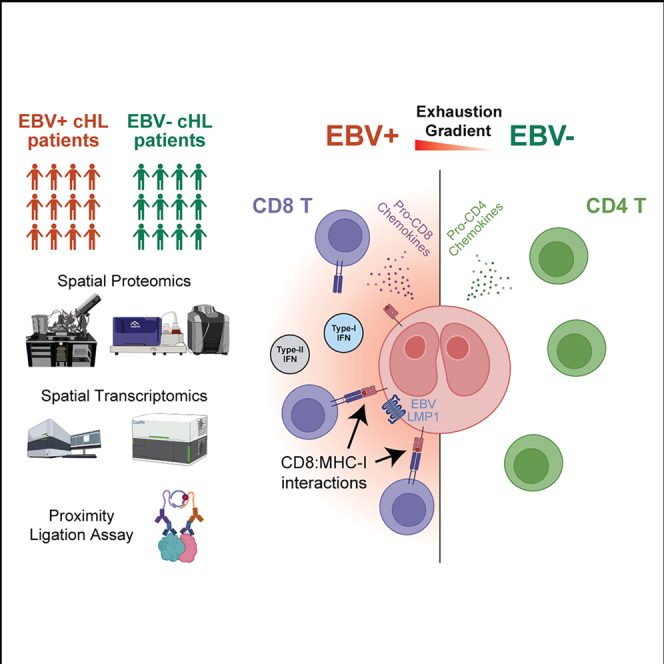 EBV+ cHL
patients
EBV- cHL
patients
Spatial Proteomics
Spatial Transcriptomics
Proximity
Ligation Assay
Exhaustion
Gradient
EBV+
EBV-
CD8 T
CD4 T
Pro-CD8
Chemokines
Pro-CD4
Chemokines
Type-I
IFN
Type-II
IFN
EBV
LMP1
CD8:MHC-I
interactions